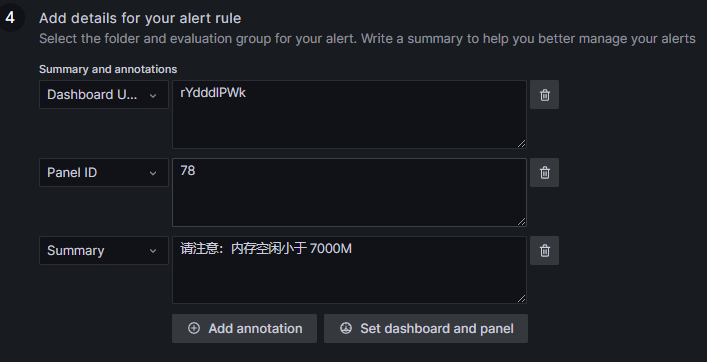 4
Add details for your alert rule
Select the folder and evaluation group for your alert. Write a summary to help you better manage your alerts
Summary and annotations
Dashboard U...
rYdddlPWk
Panel ID
78
Summary
请注意：内存空闲小于 7000M
Add annotation
Set dashboard and panel